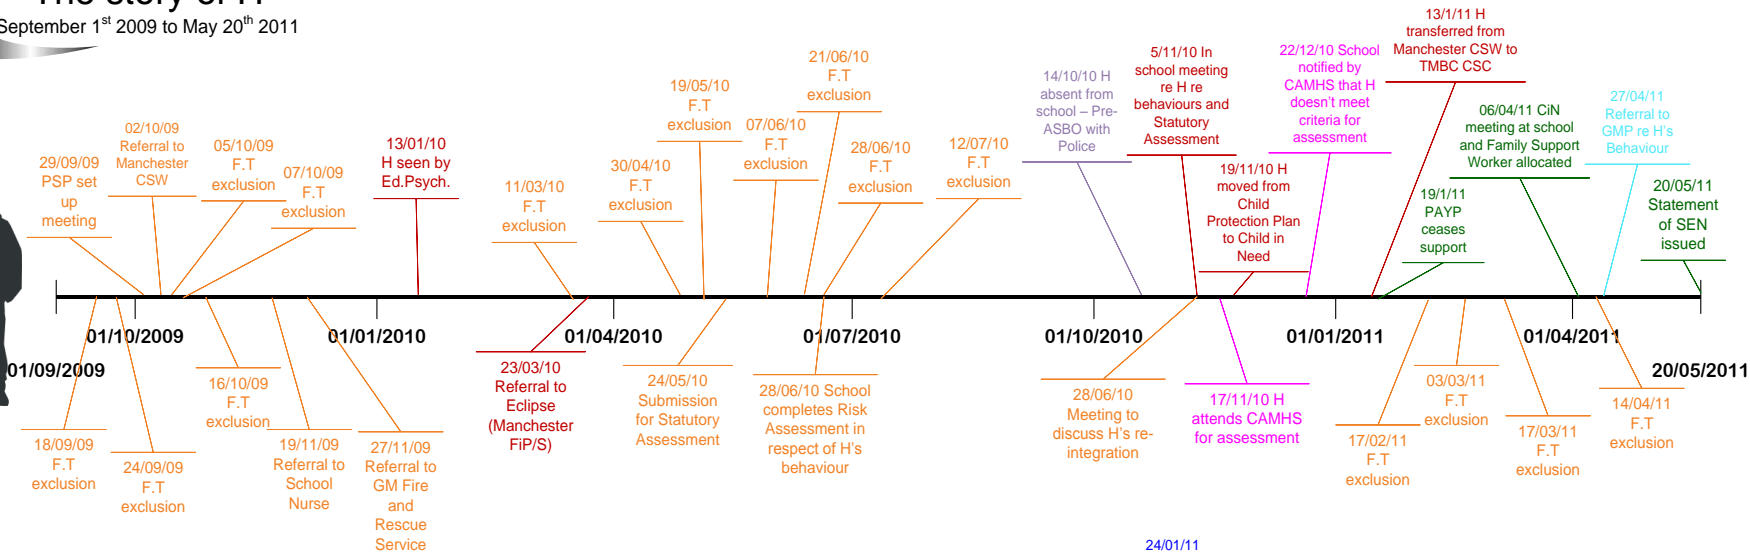 September 1st 2009 to May 20th 2011
29/09/09
PSP set
up
meeting
02/10/09
Referral to
Manchester
CSW
05/10/09
F.T
exclusion
07/10/09
F.T
exclusion
13/01/10
H seen by
Ed.Psych.
11/03/10
F.T
exclusion
30/04/10
F.T
exclusion
19/05/10
F.T
exclusion
07/06/10
F.T
exclusion
21/06/10
F.T
exclusion
28/06/10
F.T
exclusion
12/07/10
F.T
exclusion
14/10/10 H
absent from
school – Pre-
ASBO with
Police
5/11/10 In
school meeting
re H re
behaviours and
Statutory
Assessment
19/11/10 H
moved from
Child
Protection Plan
to Child in
Need
22/12/10 School
notified by
CAMHS that H
doesn't meet
criteria for
assessment
13/1/11 H
transferred from
Manchester CSW to
TMBC CSC
19/1/11
PAYP
ceases
support
06/04/11 CiN
meeting at school
and Family Support
Worker allocated
27/04/11
Referral to
GMP re H's
Behaviour
20/05/11
Statement
of SEN
issued
01/09/2009
01/10/2009
01/01/2010
01/04/2010
01/07/2010
01/10/2010
01/01/2011
01/04/2011
20/05/2011
18/09/09
F.T
exclusion
24/09/09
F.T
exclusion
16/10/09
F.T
exclusion
19/11/09
Referral to
School
Nurse
27/11/09
Referral to
GM Fire
and
Rescue
Service
23/03/10
Referral to
Eclipse
(Manchester
FiP/S)
24/05/10
Submission
for Statutory
Assessment
28/06/10 School
completes Risk
Assessment in
respect of H's
behaviour
28/06/10
Meeting to
discuss H's re-
integration
17/11/10 H
attends CAMHS
for assessment
17/02/11
F.T
exclusion
03/03/11
F.T
exclusion
17/03/11
F.T
exclusion
14/04/11
F.T
exclusion
24/01/11